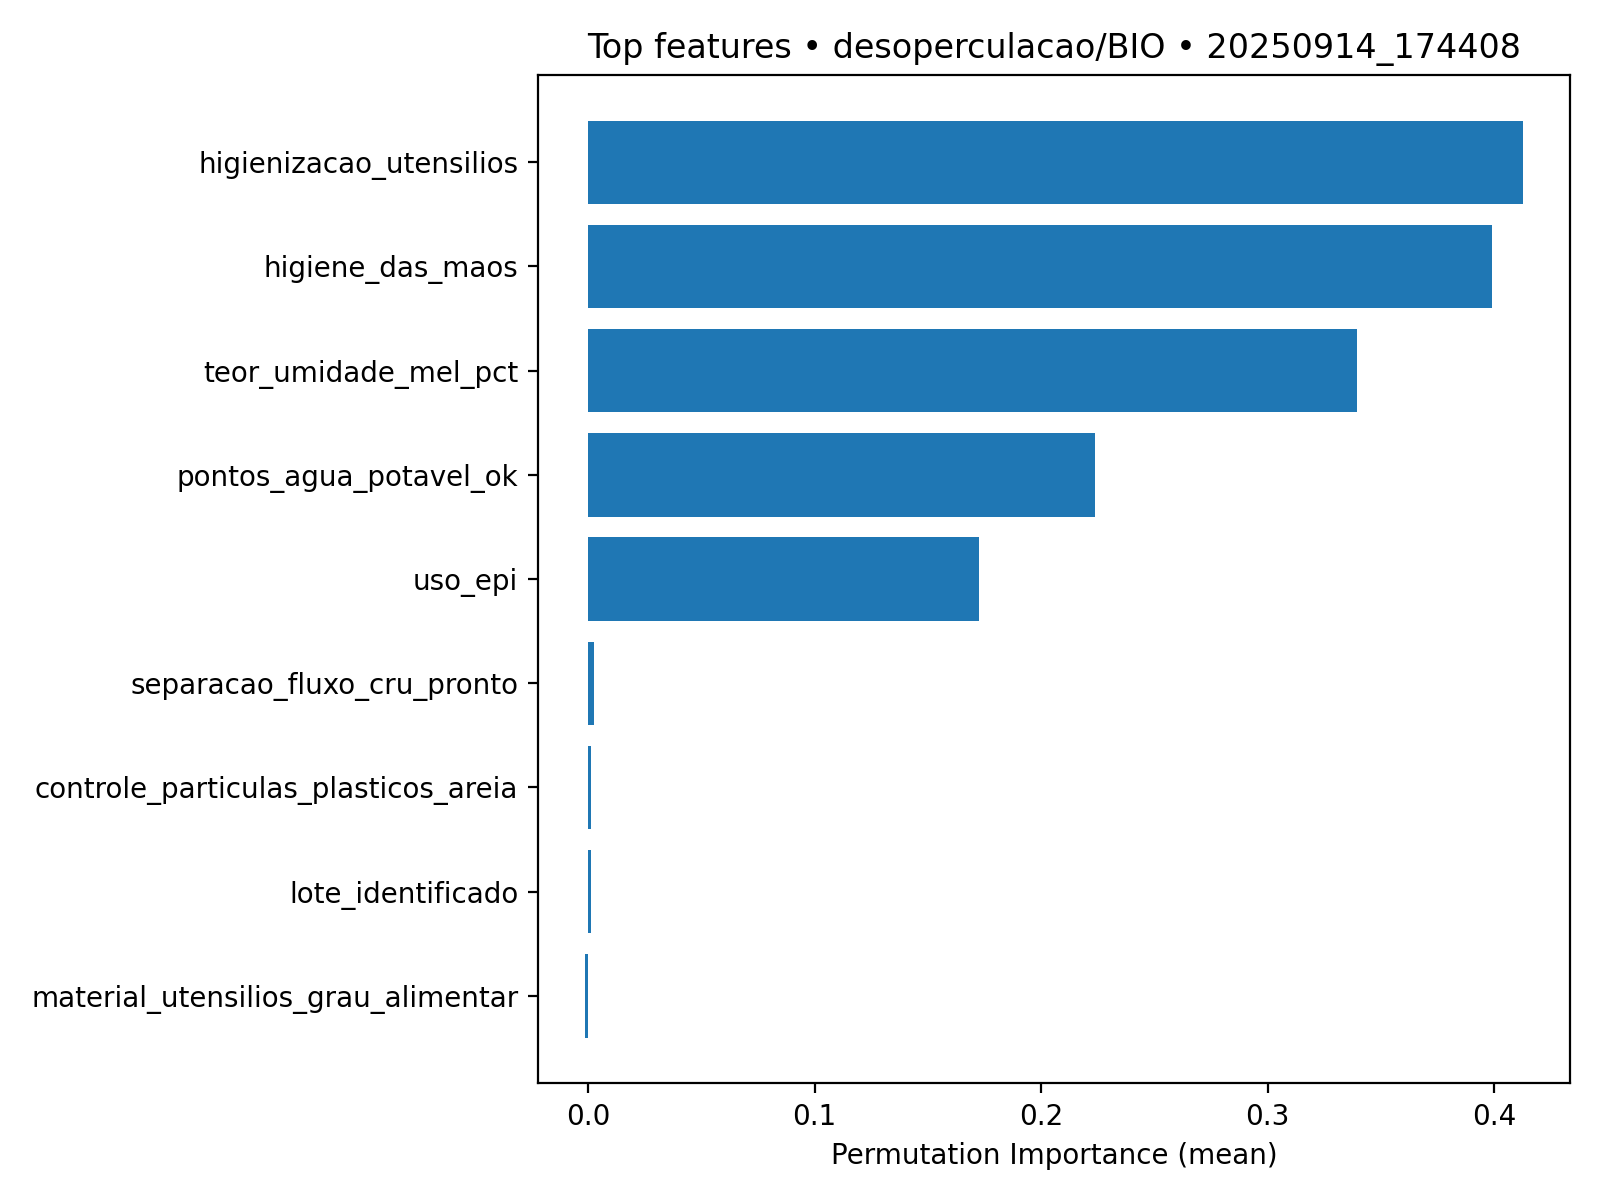 Top features • desoperculacao/BIO • 20250914_174408
higienizacao_utensilios
higiene_das_maos
teor_umidade_mel_pct
pontos_agua_potavel_ok
uso_epi
separacao_fluxo_cru_pronto
controle_particulas_plasticos_areia
lote_identificado
material_utensilios_grau_alimentar
0.0 0.1 0.2 0.3 0.4
Permutation Importance (mean)